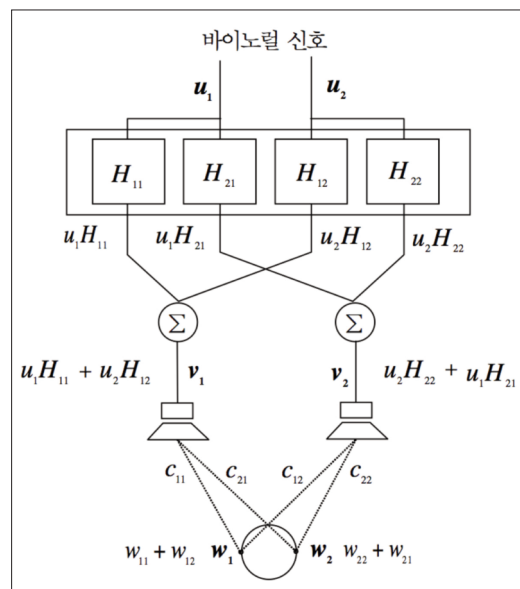 바이노럴 신호
u₁ u₂
H₁₁ H₂₁ H₁₂ H₂₂
u₁H₁₁ u₁H₂₁ u₂H₁₂ u₂H₂₂
Σ Σ
u₁H₁₁ + u₂H₁₂ v₁ v₂ u₂H₂₂ + u₁H₂₁
c₁₁ c₂₁ c₁₂ c₂₂
w₁₁ + w₁₂ w₁ w₂ w₂₂ + w₂₁